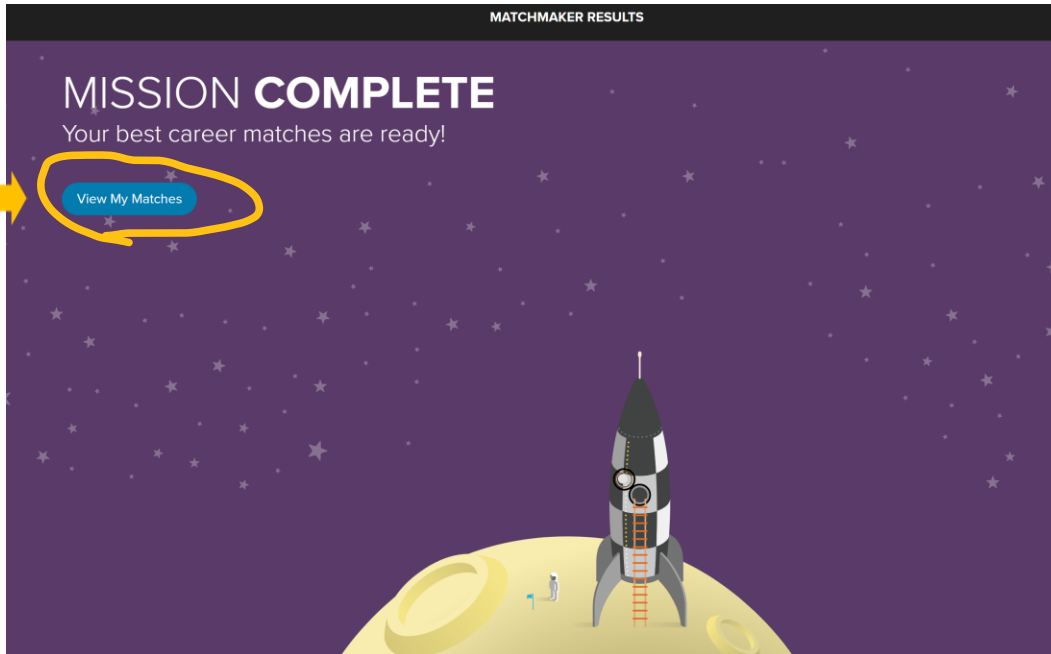 MATCHMAKER RESULTS
MISSION COMPLETE
Your best career matches are ready!
View My Matches